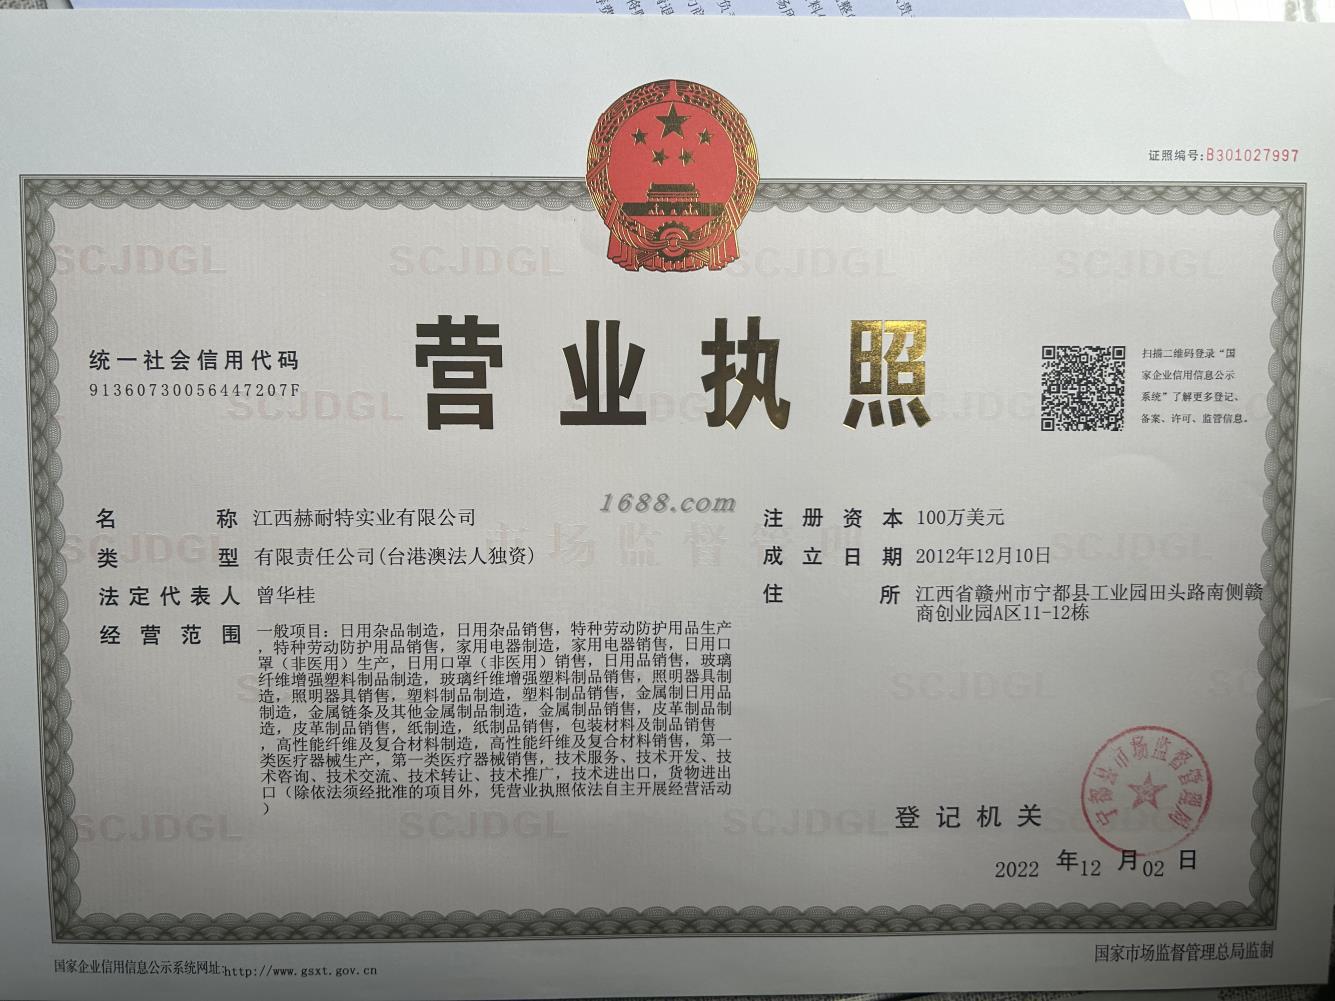 证照编号:B301027997
营业执照
统一社会信用代码
91360730056447207F
扫描二维码登录“国
家企业信用信息公示
系统”了解更多登记、
备案、许可、监管信息。
1688.com
名称 江西赫耐特实业有限公司
类型 有限责任公司(台港澳法人独资)
法定代表人 曾华桂
经营范围 一般项目：日用杂品制造，日用杂品销售，特种劳动防护用品生产
，特种劳动防护用品销售，家用电器制造，家用电器销售，日用口
罩（非医用）生产，日用口罩（非医用）销售，日用品销售，玻璃
纤维增强塑料制品制造，玻璃纤维增强塑料制品销售，照明器具制
造，照明器具销售，塑料制品制造，塑料制品销售，金属制日用品
制造，金属链条及其他金属制品制造，金属制品销售，皮革制品制
造，皮革制品销售，纸制造，纸制品销售，包装材料及制品销售
，高性能纤维及复合材料制造，高性能纤维及复合材料销售，第一
类医疗器械生产，第一类医疗器械销售，技术服务、技术开发、技
术咨询、技术交流、技术转让、技术推广，技术进出口，货物进出
口（除依法须经批准的项目外，凭营业执照依法自主开展经营活动
）
注册资本 100万美元
成立日期 2012年12月10日
住所 江西省赣州市宁都县工业园田头路南侧赣
商创业园A区11-12栋
登记机关
宁都县市场监督管理局
2022年12月02日
国家企业信用信息公示系统网址:http://www.gsxt.gov.cn
国家市场监督管理总局监制